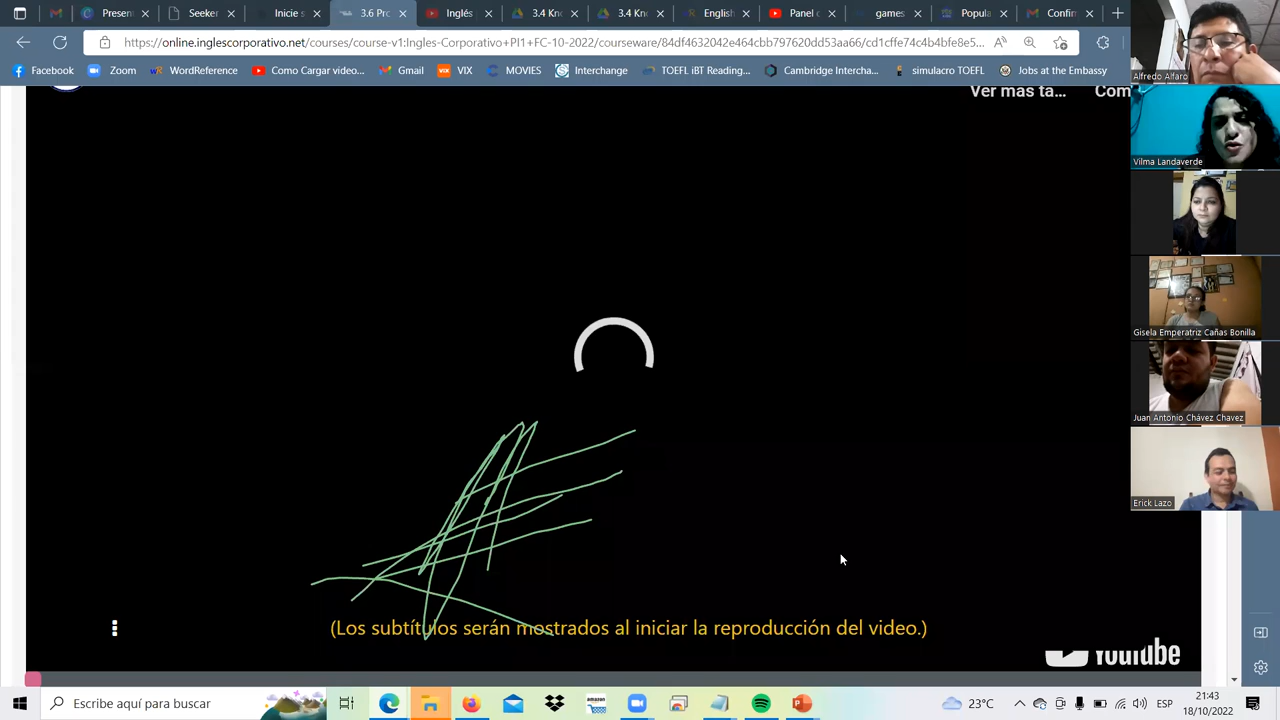 Presen
Seeker
Inicie s
3.6 Prc
Inglés
3.4 Kn
3.4 Kn
English
Panel c
games
Popula
Confin
https://online.inglescorporativo.net/courses/course-v1:Ingles-Corporativo+PI1+FC-10-2022/courseware/84df4632042e464cbb797620dd53aa66/cd1cffe74c4b4bfe8e5...
Facebook
Zoom
WordReference
Como Cargar video...
Gmail
VIX
MOVIES
Interchange
TOEFL iBT Reading...
Cambridge Intercha...
simulacro TOEFL
Jobs at the Embassy
Ver mas ta...
Com
Alfredo Alfaro
Vilma Landaverde
Gisela Emperatriz Cañas Bonilla
Juan Antonio Chávez Chavez
Erick Lazo
(Los subtítulos serán mostrados al iniciar la reproducción del video.)
YouTube
Escribe aquí para buscar
23°C
ESP
21:43
18/10/2022